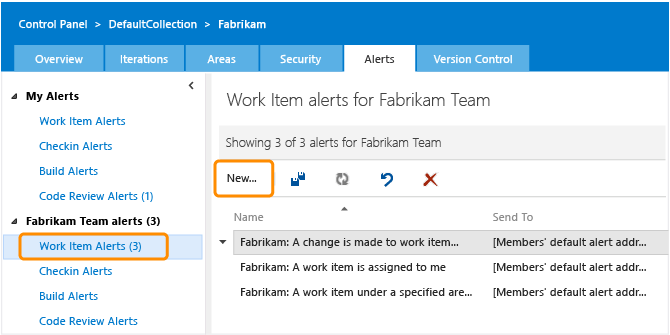 Control Panel > DefaultCollection > Fabrikam
Overview Iterations Areas Security Alerts Version Control
My Alerts
Work Item Alerts
Checkin Alerts
Build Alerts
Code Review Alerts (1)
Fabrikam Team alerts (3)
Work Item Alerts (3)
Checkin Alerts
Build Alerts
Code Review Alerts
Work Item alerts for Fabrikam Team
Showing 3 of 3 alerts for Fabrikam Team
New...
Name Send To
Fabrikam: A change is made to work item... [Members' default alert addr...
Fabrikam: A work item is assigned to me [Members' default alert addr...
Fabrikam: A work item under a specified are... [Members' default alert addr...